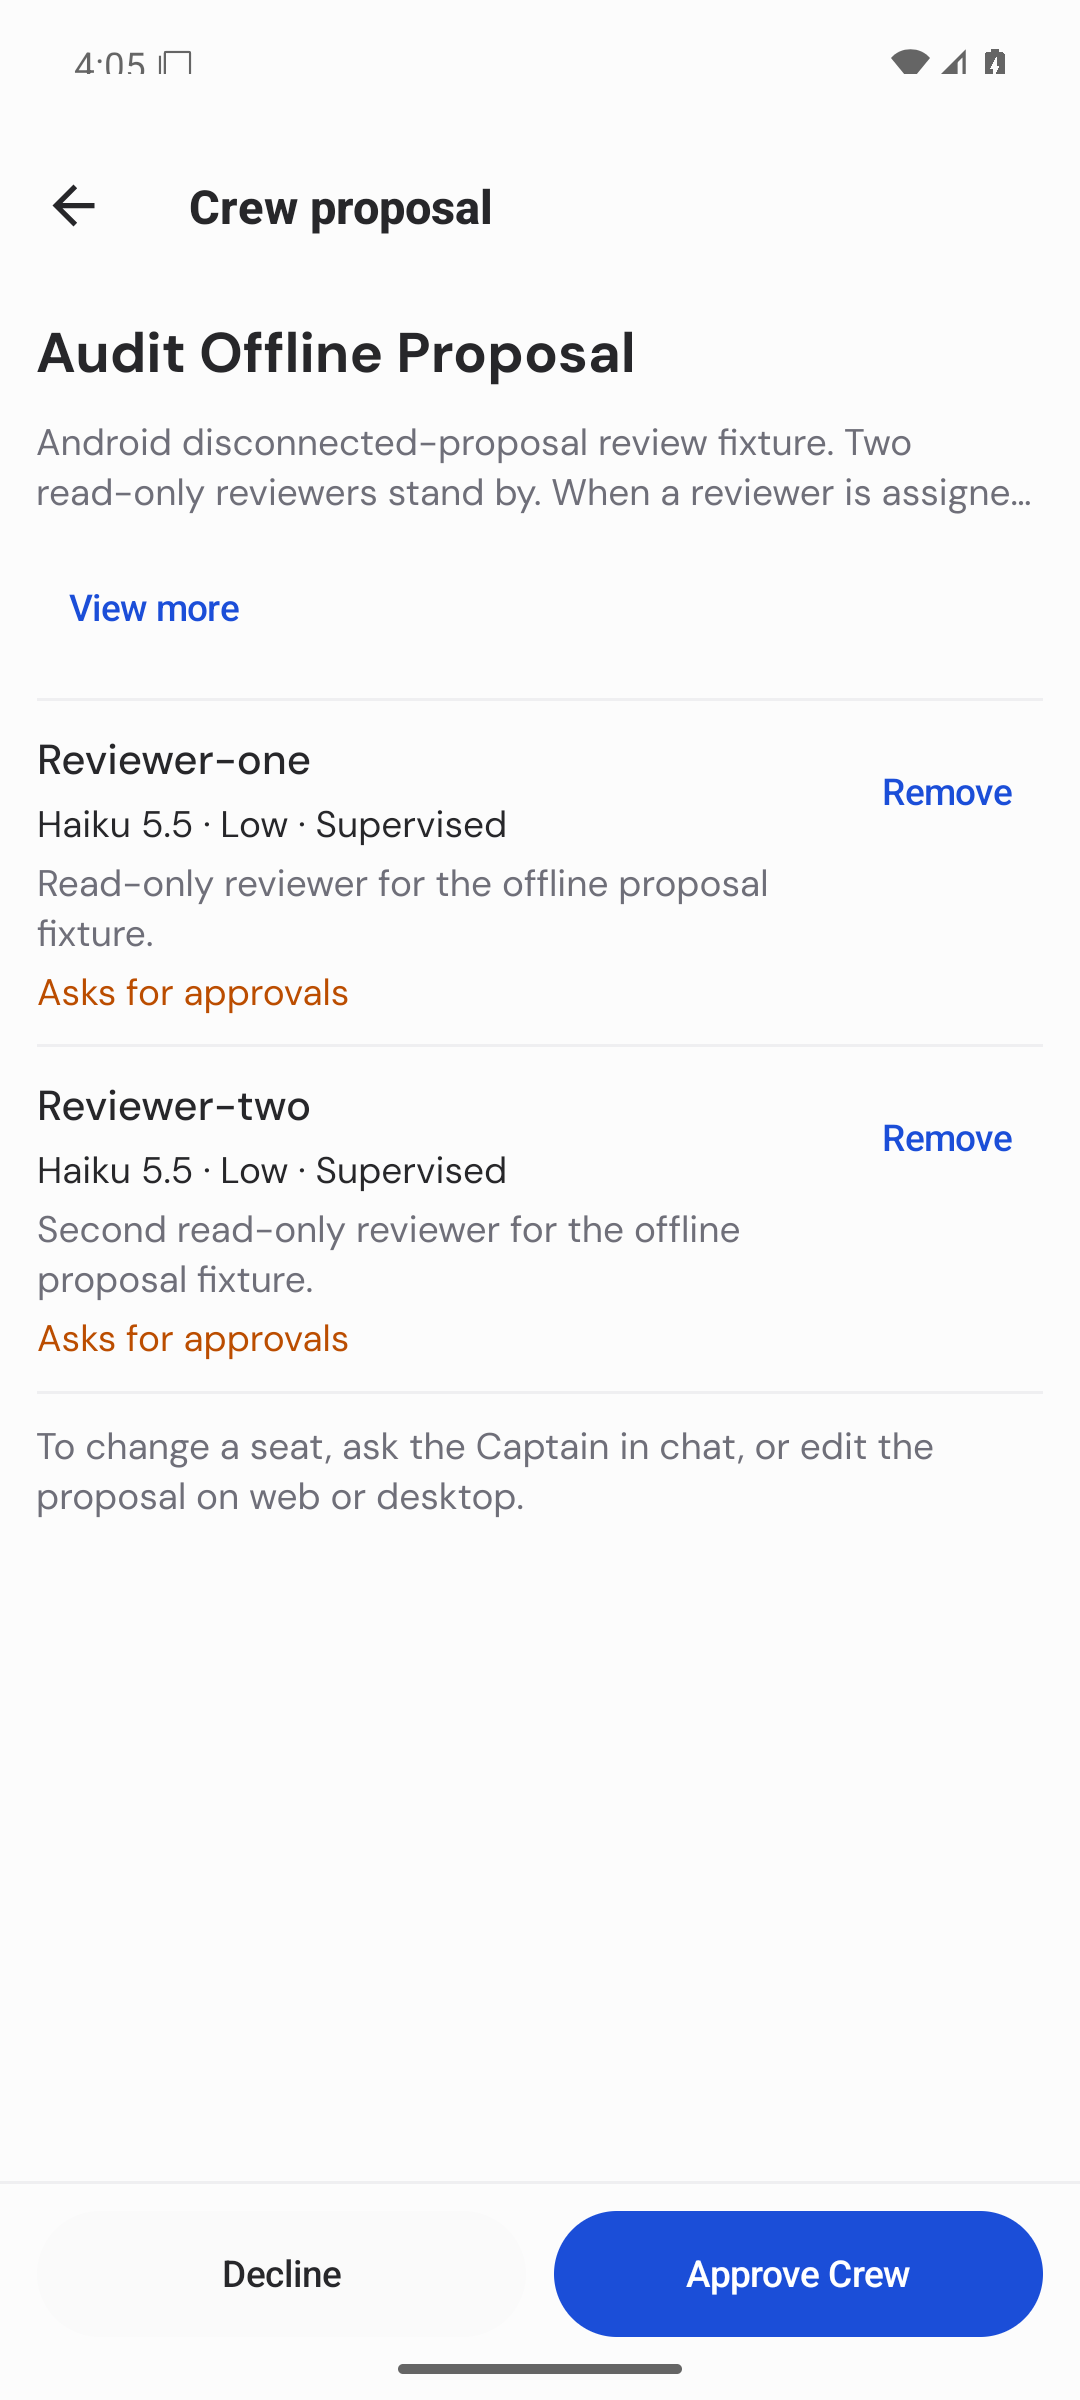 4:05
Crew proposal
Audit Offline Proposal
Android disconnected-proposal review fixture. Two
read-only reviewers stand by. When a reviewer is assigne…
View more
Reviewer-one
Remove
Haiku 5.5 · Low · Supervised
Read-only reviewer for the offline proposal
fixture.
Asks for approvals
Reviewer-two
Remove
Haiku 5.5 · Low · Supervised
Second read-only reviewer for the offline
proposal fixture.
Asks for approvals
To change a seat, ask the Captain in chat, or edit the
proposal on web or desktop.
Decline
Approve Crew